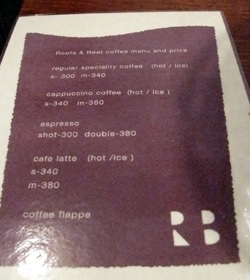 Roots & Beat coffee menu and price
regular speciality coffee (hot / ice)
s- 300 m-340
cappuccino coffee (hot / ice )
s-340 m-360
espresso
shot-300 double-380
cafe latte (hot /ice )
s-340
m-380
coffee flappe
R B